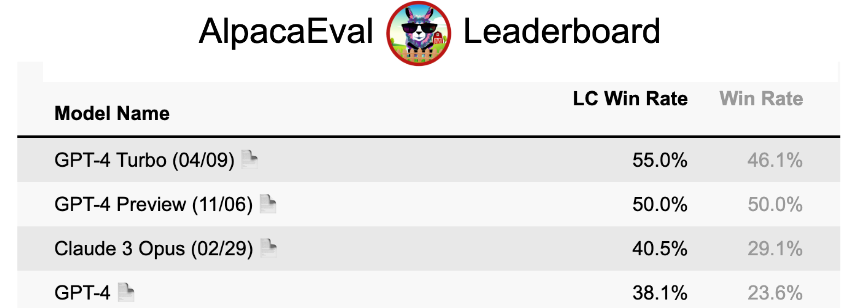 AlpacaEval Leaderboard
Model Name LC Win Rate Win Rate
GPT-4 Turbo (04/09) 55.0% 46.1%
GPT-4 Preview (11/06) 50.0% 50.0%
Claude 3 Opus (02/29) 40.5% 29.1%
GPT-4 38.1% 23.6%